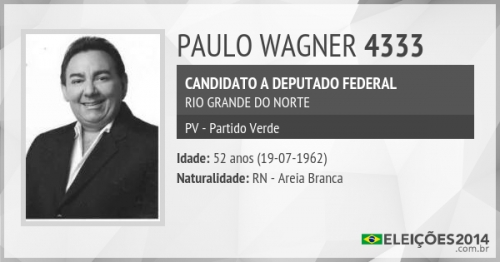 PAULO WAGNER 4333
CANDIDATO A DEPUTADO FEDERAL
RIO GRANDE DO NORTE
PV - Partido Verde
Idade: 52 anos (19-07-1962)
Naturalidade: RN - Areia Branca
ELEIÇÕES2014
.com.br